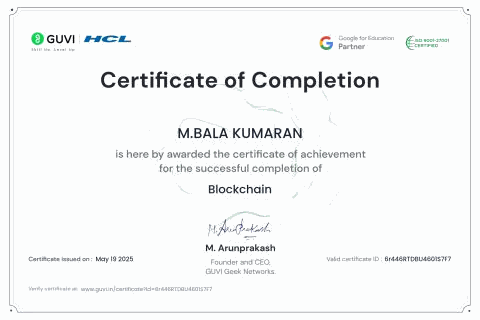 GUVI | HCL
Skill Up. Level Up
Google for Education
Partner
ISO 9001-27001
CERTIFIED
Certificate of Completion
M.BALA KUMARAN
is here by awarded the certificate of achievement
for the successful completion of
Blockchain
M. Arunprakash
M. Arunprakash
Founder and CEO,
GUVI Geek Networks.
Certificate issued on : May 19 2025
Valid certificate ID : 6r446RTDBU4601S7F7
Verify certificate at www.guvi.in/certificate?id=6r446RTDBU4601S7F7